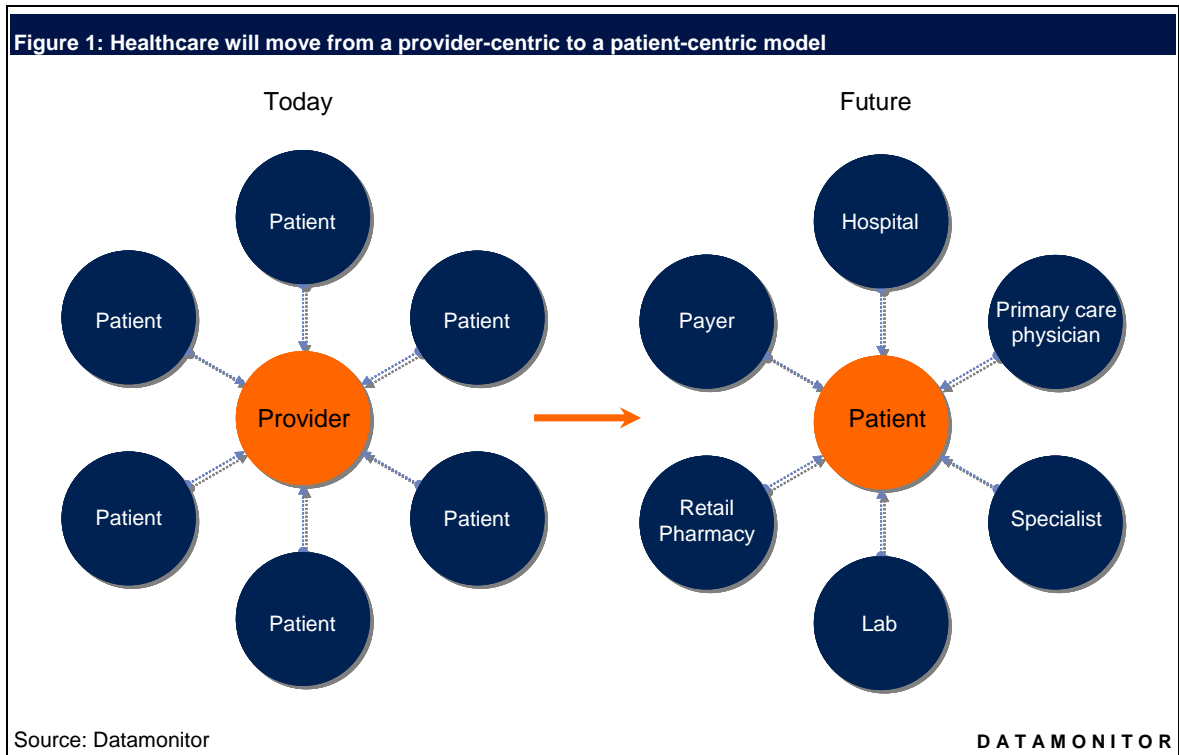 Figure 1: Healthcare will move from a provider-centric to a patient-centric model
Today
Patient
Patient
Patient
Provider
Patient
Patient
Patient
Future
Hospital
Payer
Primary care
physician
Patient
Retail
Pharmacy
Specialist
Lab
Source: Datamonitor
DATAMONITOR